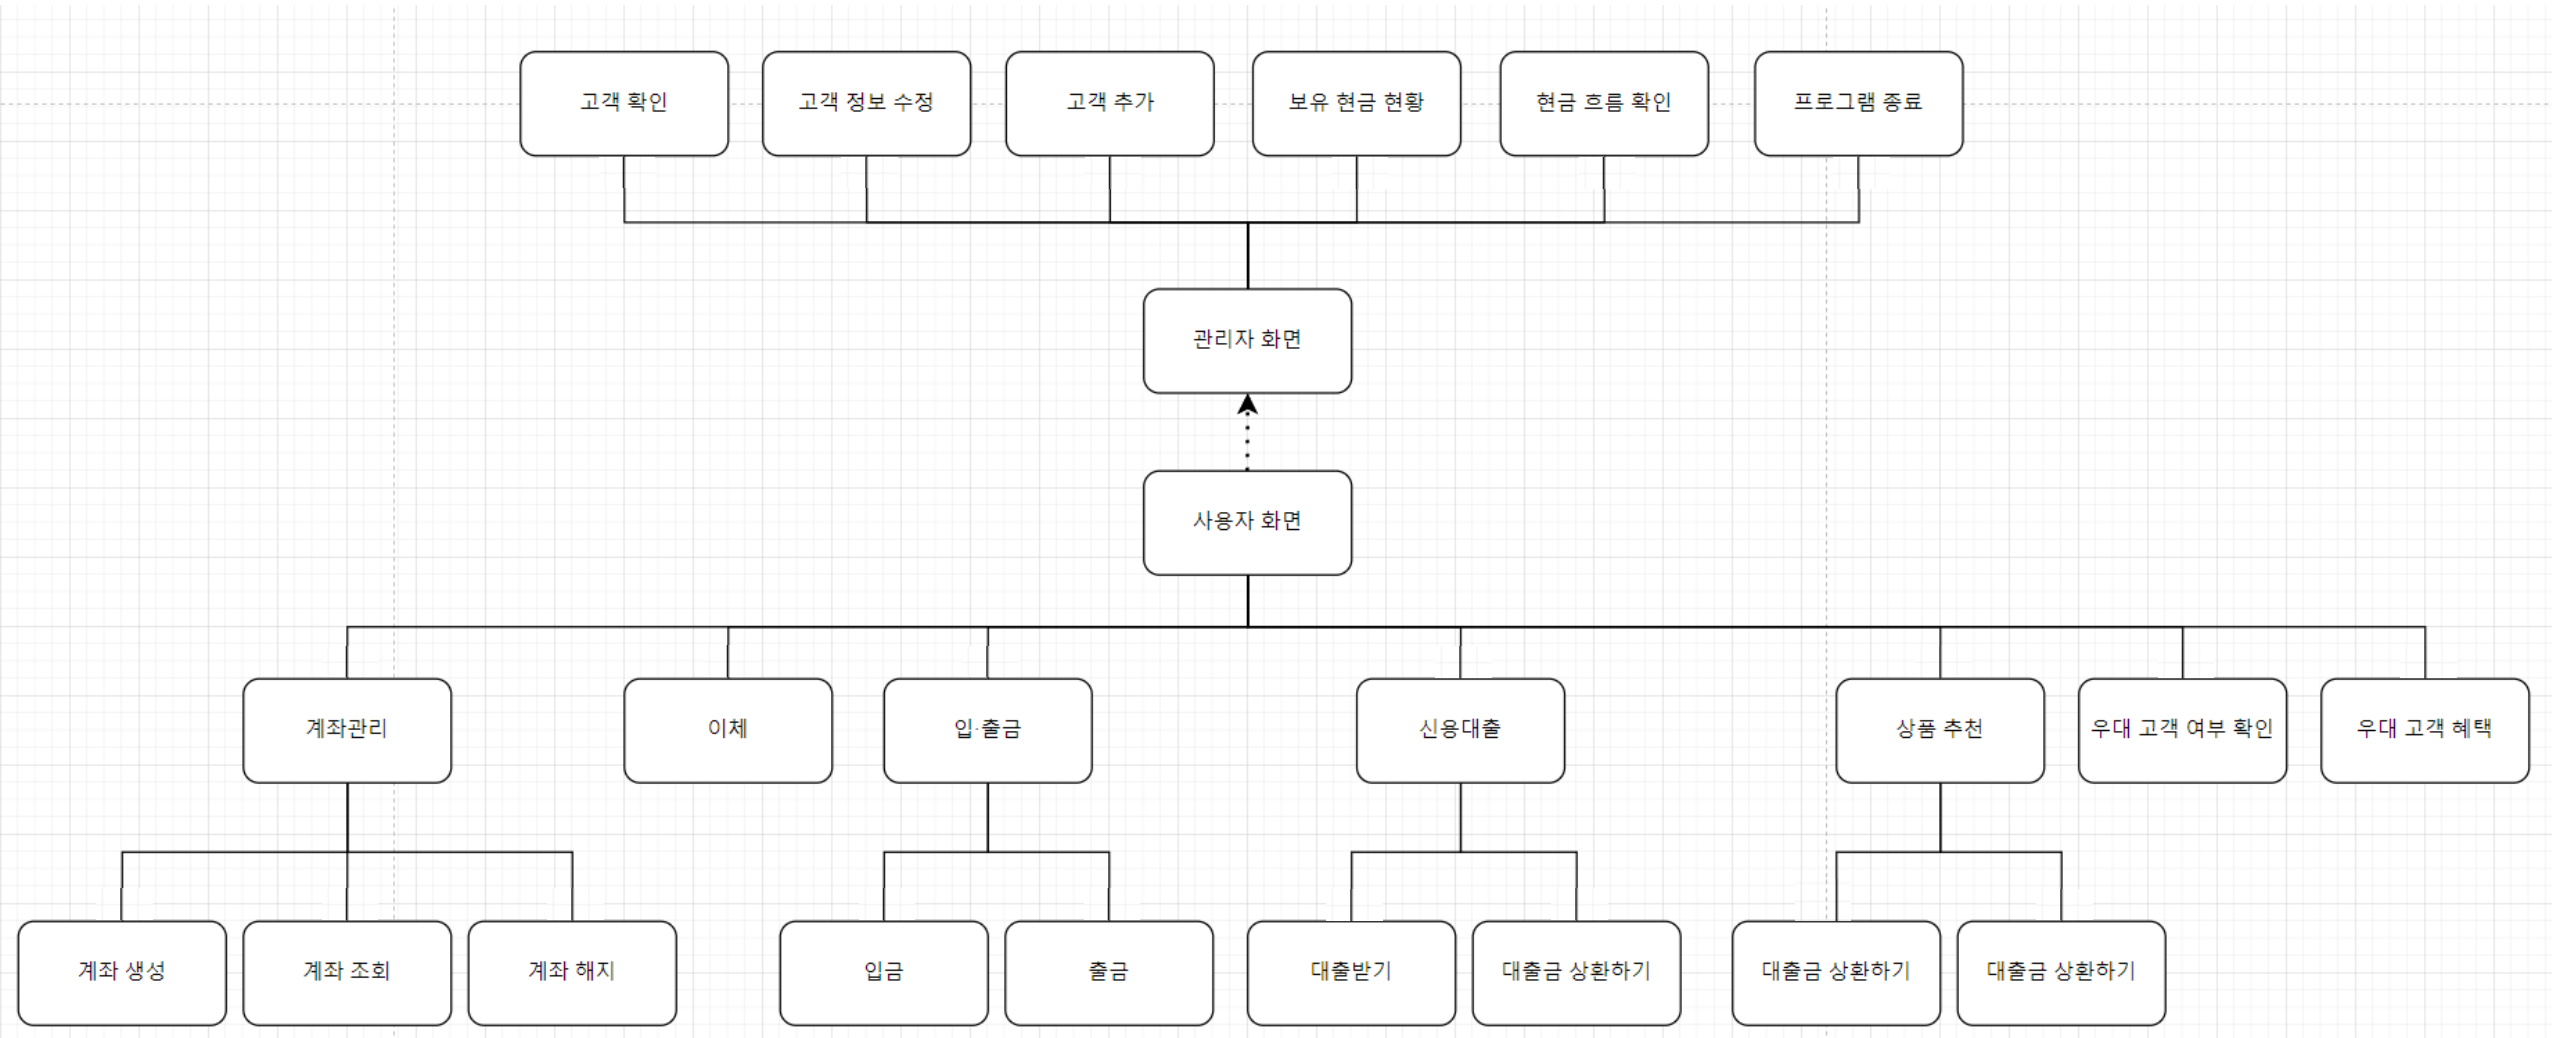 고객 확인
고객 정보 수정
고객 추가
보유 현금 현황
현금 흐름 확인
프로그램 종료
관리자 화면
사용자 화면
계좌관리
이체
입·출금
신용대출
상품 추천
우대 고객 여부 확인
우대 고객 혜택
계좌 생성
계좌 조회
계좌 해지
입금
출금
대출받기
대출금 상환하기
대출금 상환하기
대출금 상환하기